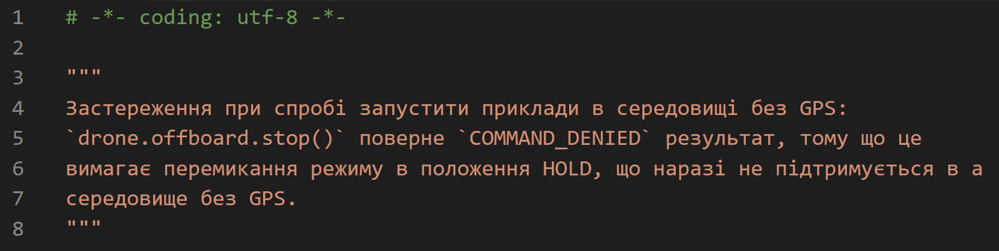 1 # -*- coding: utf-8 -*-
2
3 """
4 Застереження при спробі запустити приклади в середовищі без GPS:
5 `drone.offboard.stop()` поверне `COMMAND_DENIED` результат, тому що це
6 вимагає перемикання режиму в положення HOLD, що наразі не підтримується в а
7 середовище без GPS.
8 """